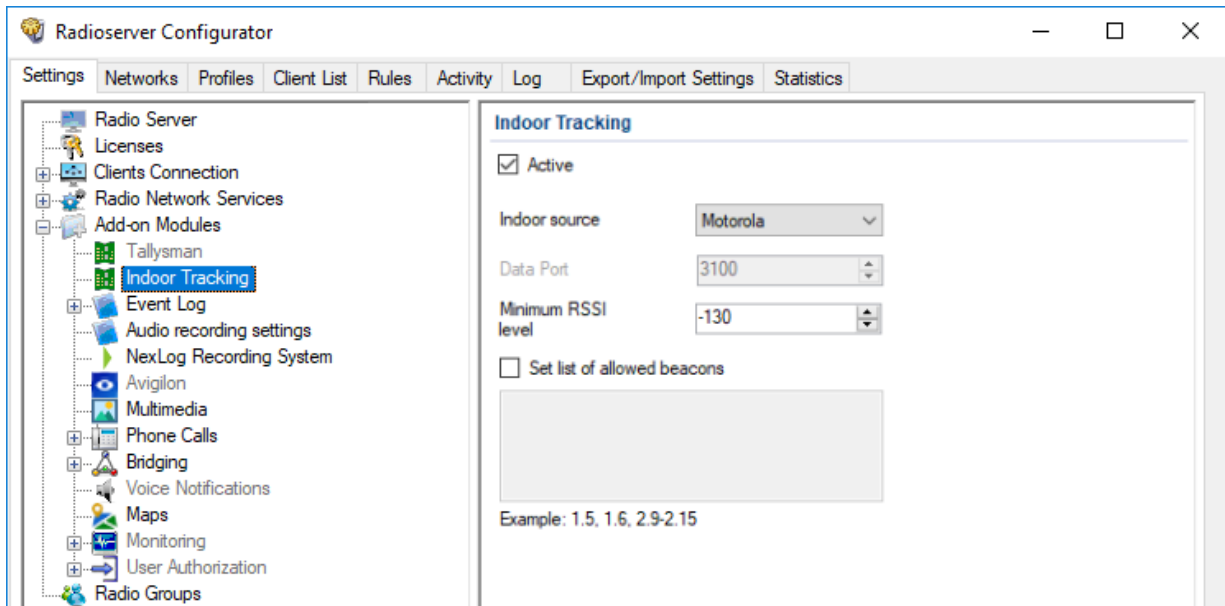 Radioserver Configurator
Settings Networks Profiles Client List Rules Activity Log Export/Import Settings Statistics
Radio Server
Licenses
Clients Connection
Radio Network Services
Add-on Modules
Tallysman
Indoor Tracking
Event Log
Audio recording settings
NexLog Recording System
Avigilon
Multimedia
Phone Calls
Bridging
Voice Notifications
Maps
Monitoring
User Authorization
Radio Groups
Indoor Tracking
Active
Indoor source Motorola
Data Port 3100
Minimum RSSI
level -130
Set list of allowed beacons
Example: 1.5, 1.6, 2.9-2.15